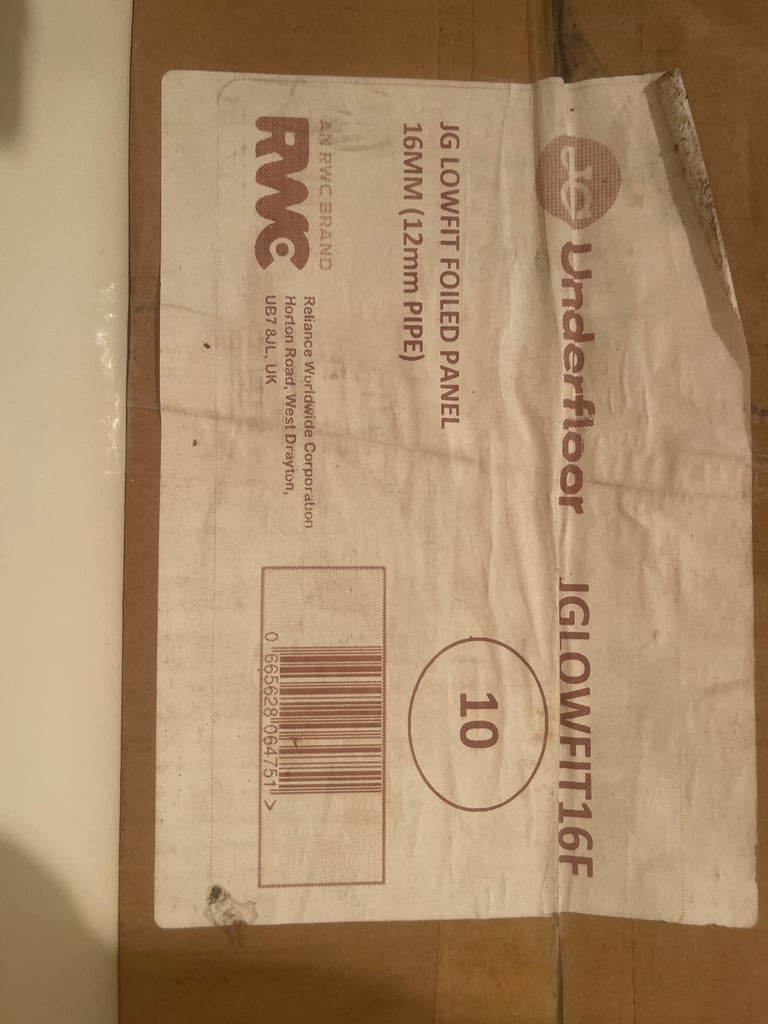 JG Underfloor JGLOWFIT16F
JG LOWFIT FOILED PANEL
16MM (12mm PIPE)
10
AN RWC BRAND
RWC
Reliance Worldwide Corporation
Horton Road, West Drayton,
UB7 8JL, UK
0 665628 064751 >